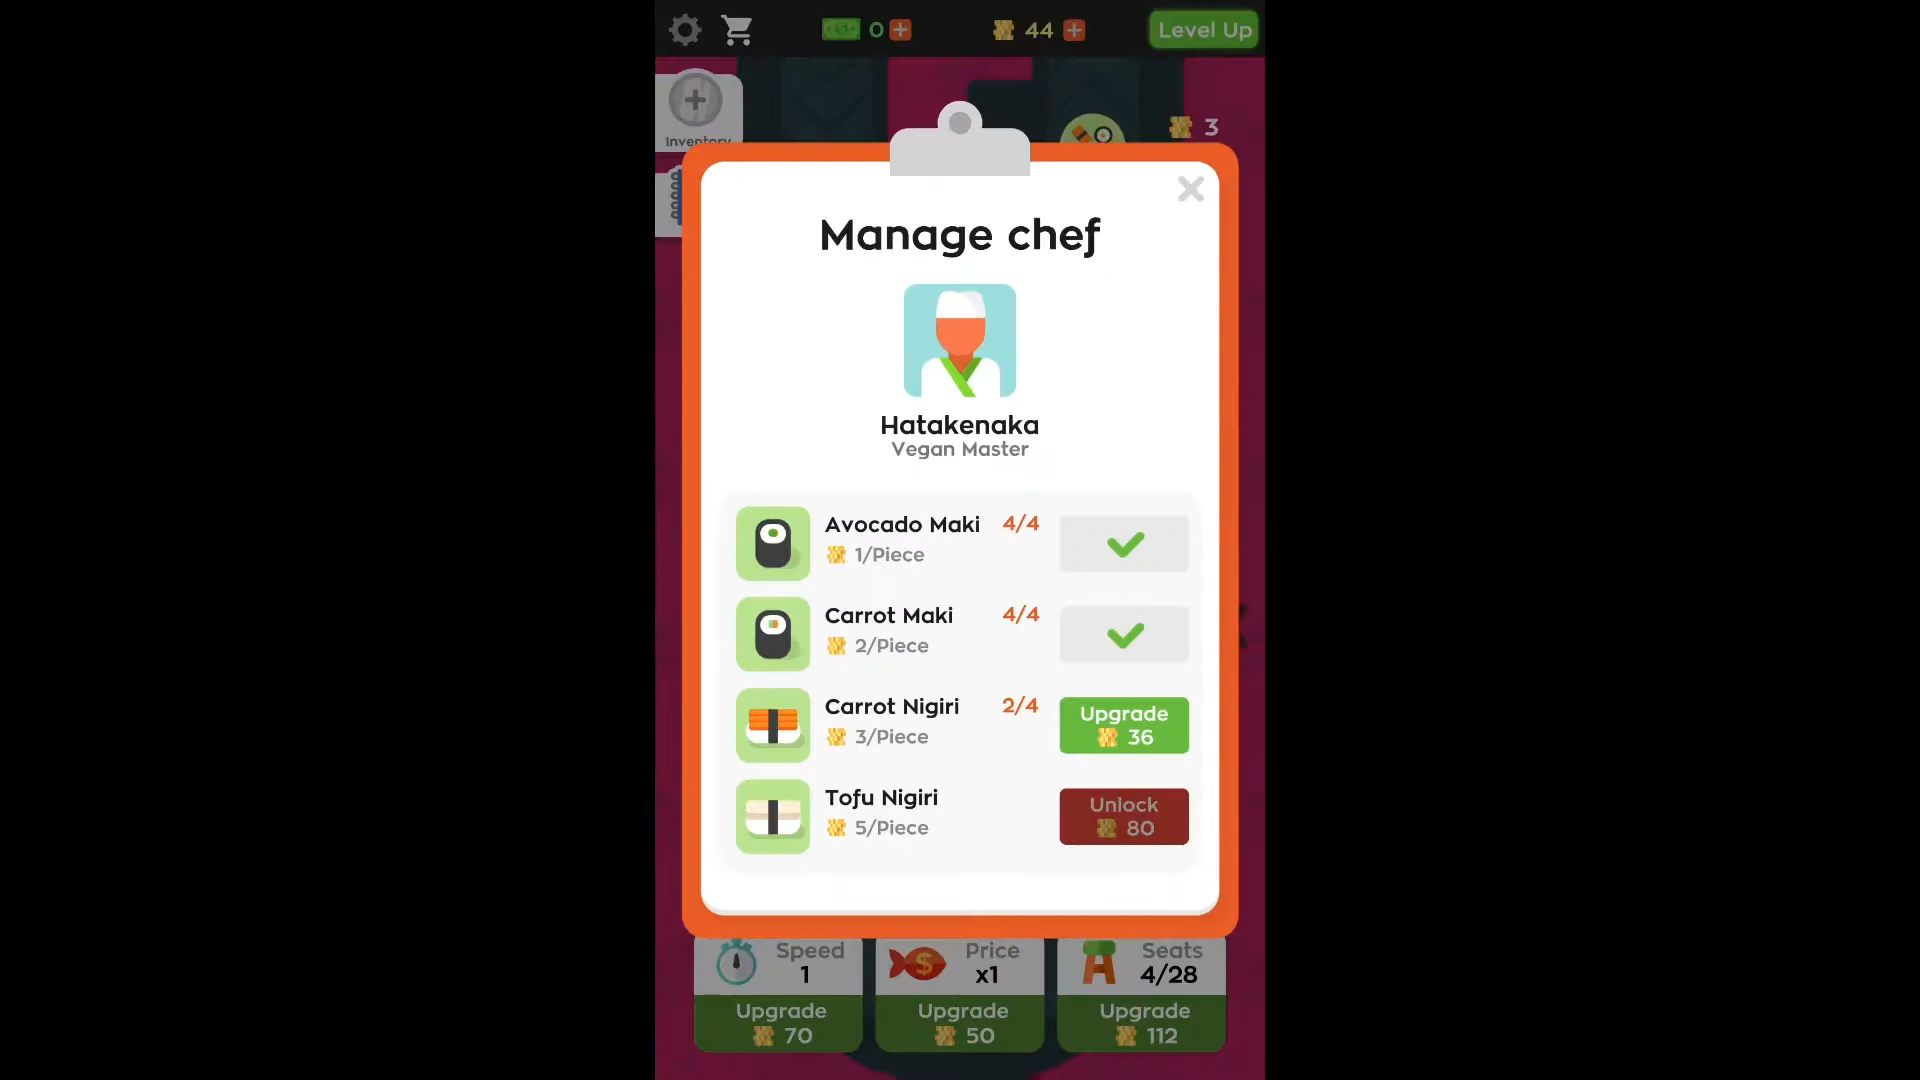 0
44
Level Up
Inventory
3
Manage chef
Hatakenaka
Vegan Master
Avocado Maki 4/4
1/Piece
Carrot Maki 4/4
2/Piece
Carrot Nigiri 2/4
3/Piece
Upgrade
36
Tofu Nigiri
5/Piece
Unlock
80
Speed
1
Upgrade
70
Price
x1
Upgrade
50
Seats
4/28
Upgrade
112